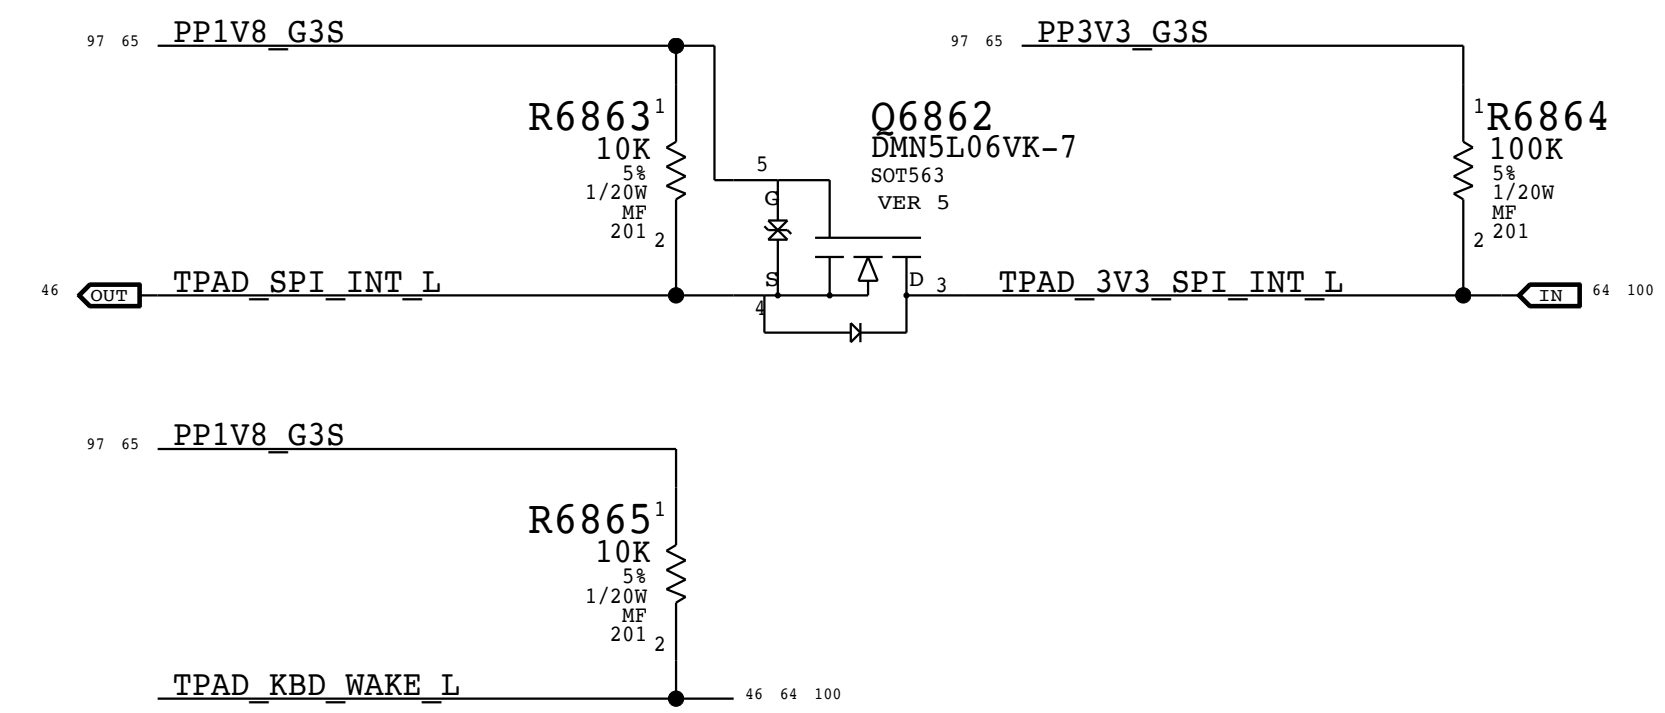 97 65 PP1V8_G3S
97 65 PP3V3_G3S
R6863 1
10K
5%
1/20W
MF
201 2
5
G
S
4
Q6862
DMN5L06VK-7
SOT563
VER 5
D 3
1 R6864
100K
5%
1/20W
MF
2 201
46 OUT TPAD_SPI_INT_L
TPAD_3V3_SPI_INT_L IN 64 100
97 65 PP1V8_G3S
R6865 1
10K
5%
1/20W
MF
201 2
TPAD_KBD_WAKE_L 46 64 100